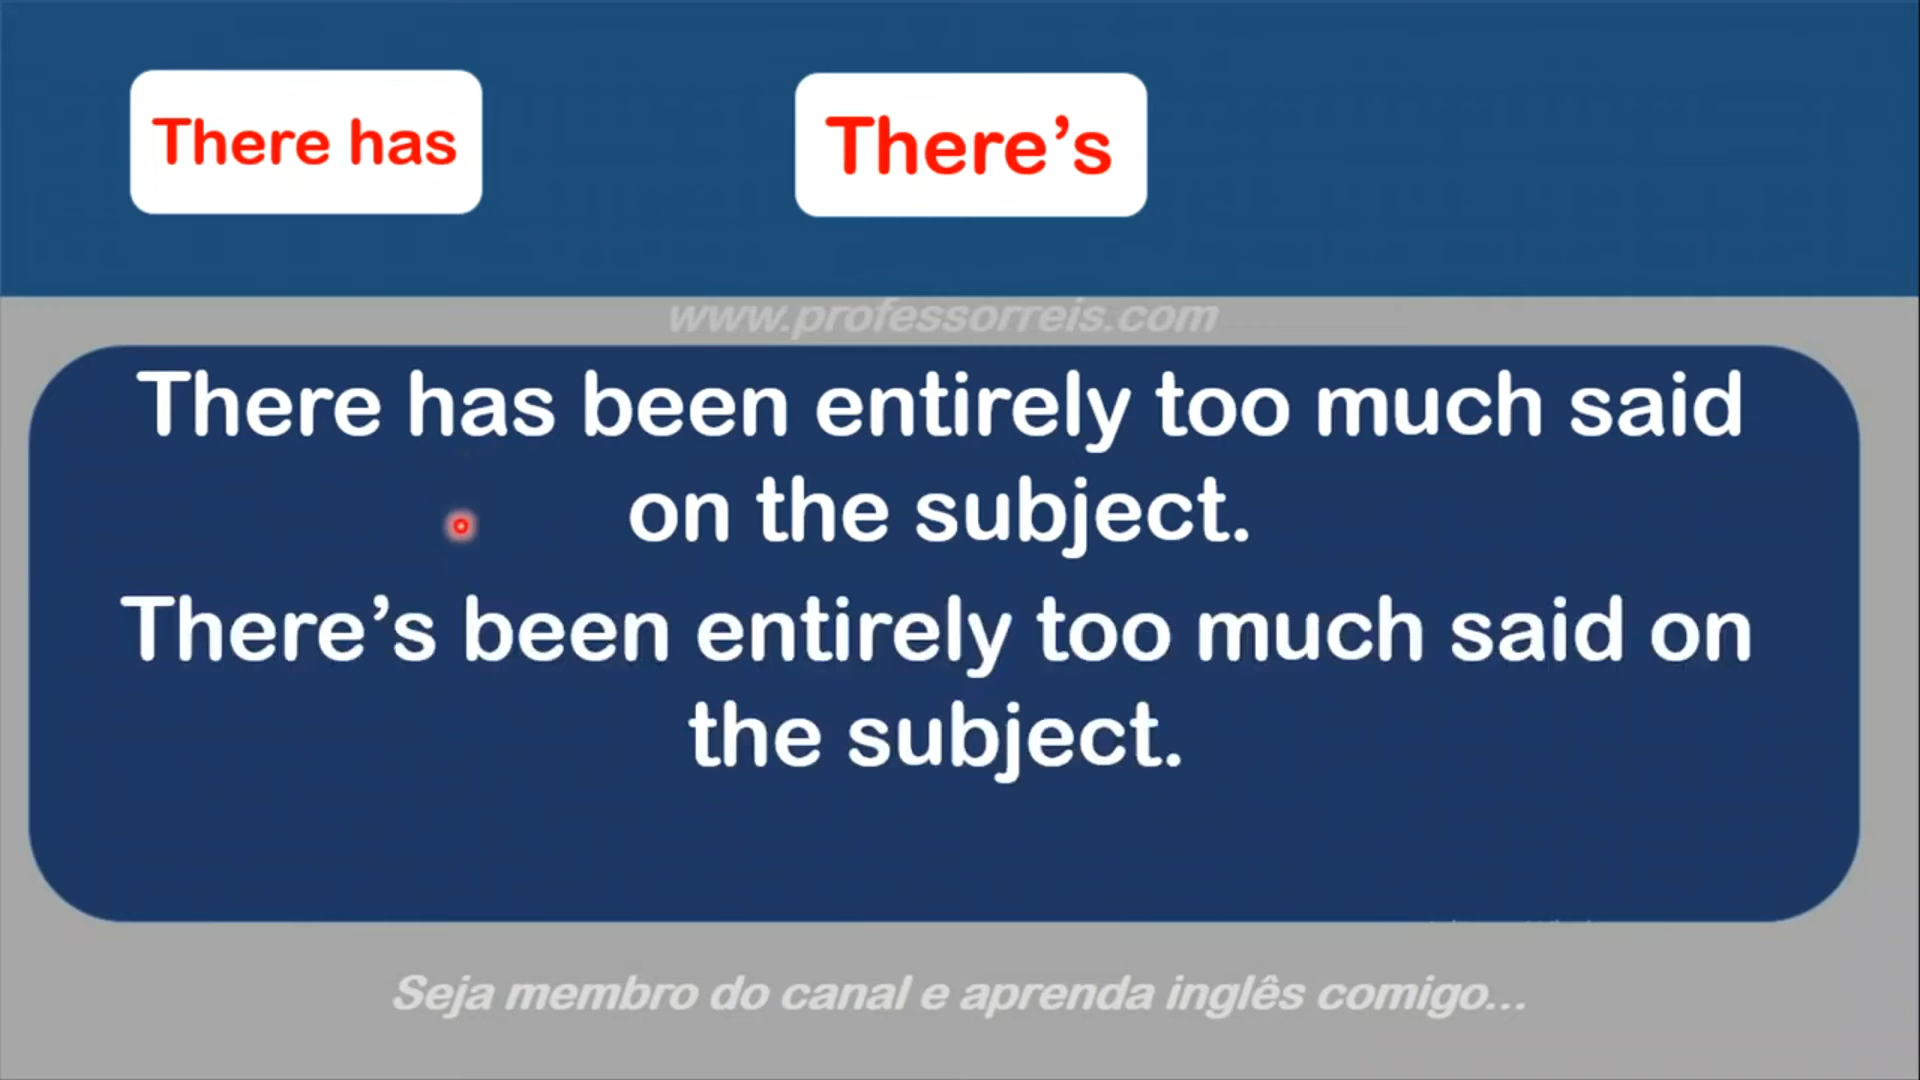 There has
There’s
www.professorreis.com
There has been entirely too much said
on the subject.
There’s been entirely too much said on
the subject.
Seja membro do canal e aprenda inglês comigo...